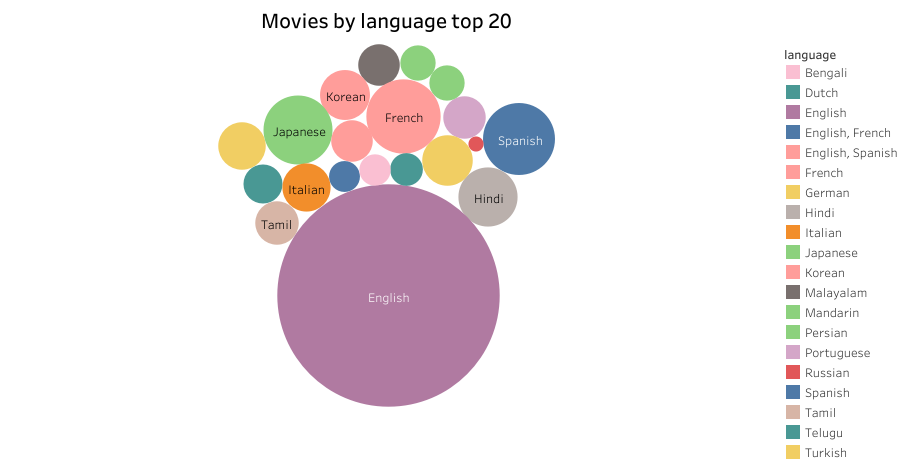 Movies by language top 20
Korean
French
Japanese
Spanish
Italian
Hindi
Tamil
English
language
Bengali
Dutch
English
English, French
English, Spanish
French
German
Hindi
Italian
Japanese
Korean
Malayalam
Mandarin
Persian
Portuguese
Russian
Spanish
Tamil
Telugu
Turkish